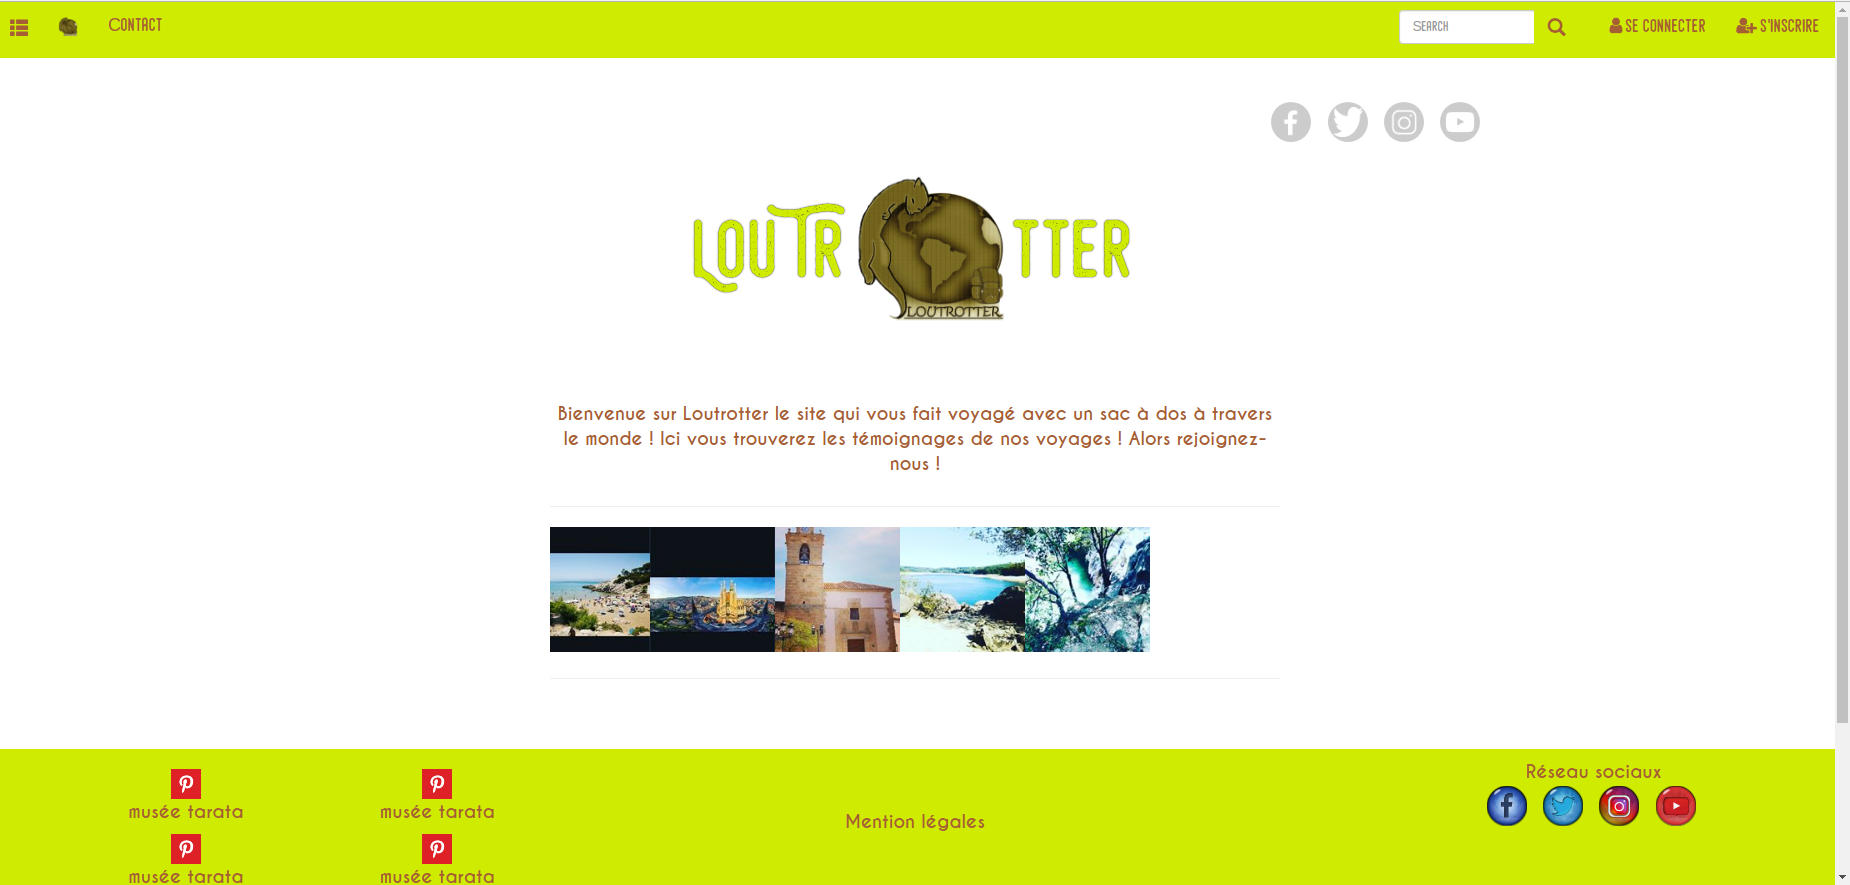 Contact
Search
Se connecter
S'inscrire
LOUTR TTER
LOUTROTTER
Bienvenue sur Loutrotter le site qui vous fait voyagé avec un sac à dos à travers
le monde ! Ici vous trouverez les témoignages de nos voyages ! Alors rejoignez-
nous !
musée tarata
musée tarata
Mention légales
Réseau sociaux
musée tarata
musée tarata